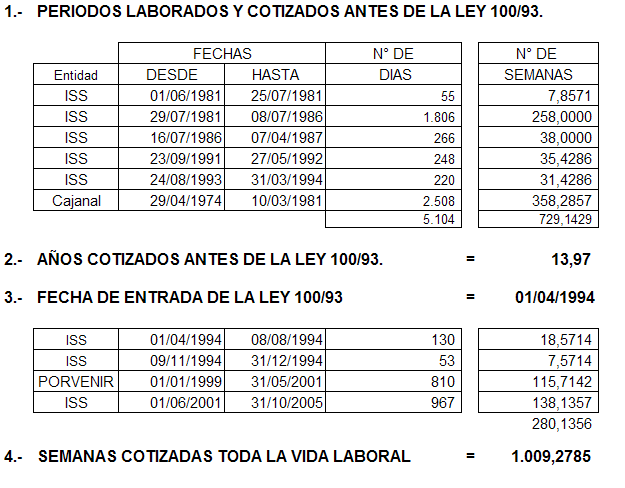 1.- PERIODOS LABORADOS Y COTIZADOS ANTES DE LA LEY 100/93.
FECHAS N° DE N° DE
Entidad DESDE HASTA DIAS SEMANAS
ISS 01/06/1981 25/07/1981 55 7,8571
ISS 29/07/1981 08/07/1986 1.806 258,0000
ISS 16/07/1986 07/04/1987 266 38,0000
ISS 23/09/1991 27/05/1992 248 35,4286
ISS 24/08/1993 31/03/1994 220 31,4286
Cajanal 29/04/1974 10/03/1981 2.508 358,2857
5.104 729,1429
2.- AÑOS COTIZADOS ANTES DE LA LEY 100/93. = 13,97
3.- FECHA DE ENTRADA DE LA LEY 100/93 = 01/04/1994
ISS 01/04/1994 08/08/1994 130 18,5714
ISS 09/11/1994 31/12/1994 53 7,5714
PORVENIR 01/01/1999 31/05/2001 810 115,7142
ISS 01/06/2001 31/10/2005 967 138,1357
280,1356
4.- SEMANAS COTIZADAS TODA LA VIDA LABORAL = 1.009,2785